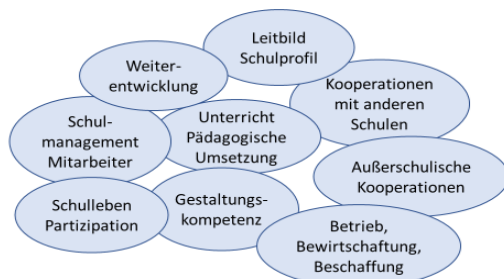 Leitbild
Schulprofil
Weiter-
entwicklung
Kooperationen
mit anderen
Schulen
Schul-
management
Mitarbeiter
Unterricht
Pädagogische
Umsetzung
Außerschulische
Kooperationen
Schulleben
Partizipation
Gestaltungs-
kompetenz
Betrieb,
Bewirtschaftung,
Beschaffung